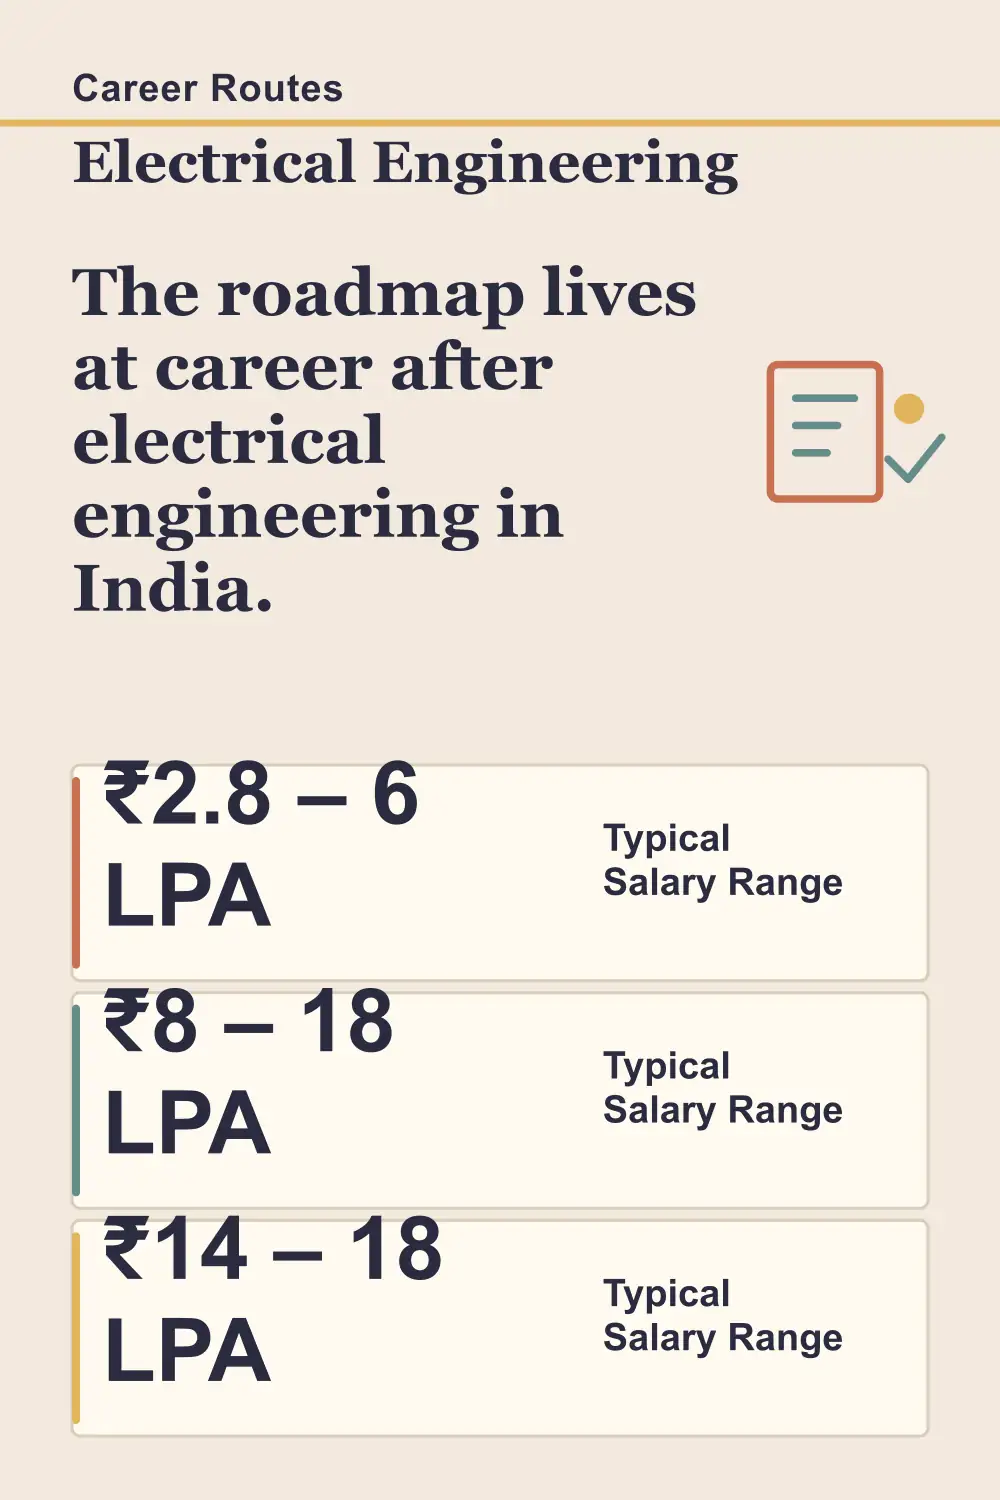 Career Routes
Electrical Engineering
The roadmap lives
at career after
electrical
engineering in
India.
₹2.8 – 6
LPA
Typical
Salary Range
₹8 – 18
LPA
Typical
Salary Range
₹14 – 18
LPA
Typical
Salary Range